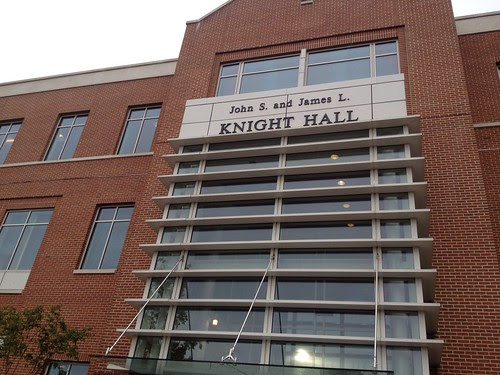 John S. and James L.
KNIGHT HALL